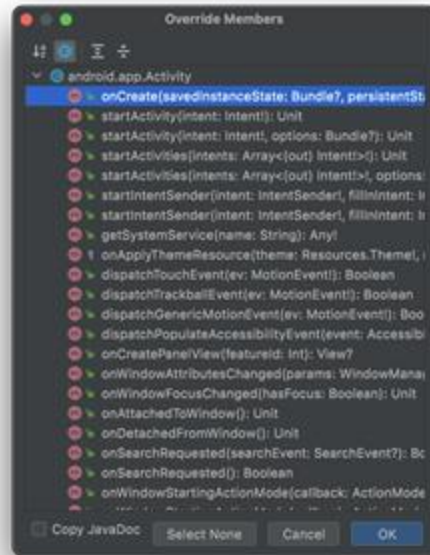 Override Members
android.app.Activity
onCreate(savedInstanceState: Bundle?, persistentSt
startActivity(intent: Intent!): Unit
startActivity(intent: Intent!, options: Bundle?): Unit
startActivities(intents: Array<(out) Intent!>!): Unit
startActivities(intents: Array<(out) Intent!>!, options
startIntentSender(intent: IntentSender!, fillInIntent: I
startIntentSender(intent: IntentSender!, fillInIntent: I
getSystemService(name: String): Any!
onApplyThemeResource(theme: Resources.Theme!,
dispatchTouchEvent(ev: MotionEvent!): Boolean
dispatchTrackballEvent(ev: MotionEvent!): Boolean
dispatchGenericMotionEvent(ev: MotionEvent!): Boo
dispatchPopulateAccessibilityEvent(event: Accessibi
onCreatePanelView(featureId: Int): View?
onWindowAttributesChanged(params: WindowMana
onWindowFocusChanged(hasFocus: Boolean): Unit
onAttachedToWindow(): Unit
onDetachedFromWindow(): Unit
onSearchRequested(searchEvent: SearchEvent?): Bo
onSearchRequested(): Boolean
onWindowStartingActionMode(callback: ActionMode
Copy JavaDoc
Select None
Cancel
OK